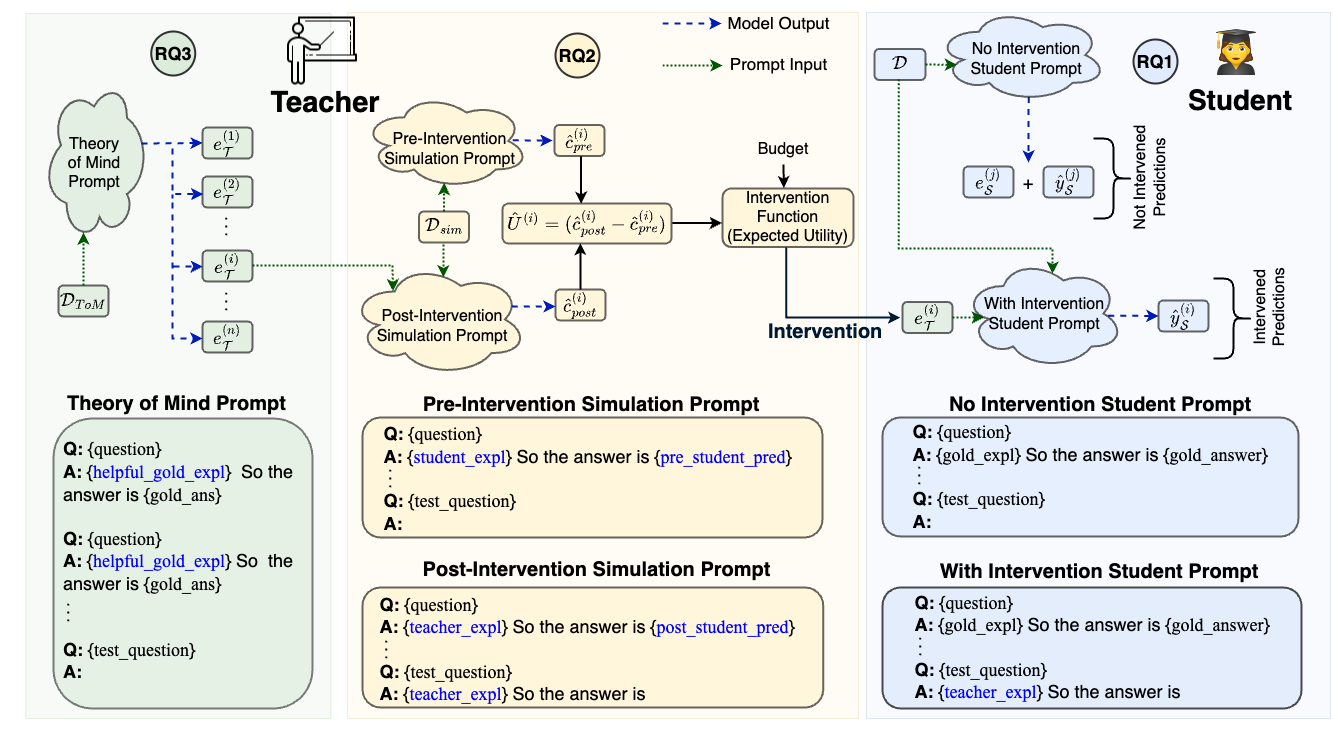 RQ3
Teacher
Theory
of Mind
Prompt
$e_{\mathcal{T}}^{(1)}$
$e_{\mathcal{T}}^{(2)}$
⋮
$e_{\mathcal{T}}^{(i)}$
⋮
$e_{\mathcal{T}}^{(n)}$
$\mathcal{D}_{ToM}$
Theory of Mind Prompt
Q: {question}
A: {helpful_gold_expl} So the
answer is {gold_ans}
Q: {question}
A: {helpful_gold_expl} So the
answer is {gold_ans}
⋮
Q: {test_question}
A:
RQ2
Model Output
Prompt Input
Pre-Intervention
Simulation Prompt
$\hat{c}_{pre}^{(i)}$
$\mathcal{D}_{sim}$
$\hat{U}^{(i)} = (\hat{c}_{post}^{(i)} - \hat{c}_{pre}^{(i)})$
Budget
Intervention
Function
(Expected Utility)
Post-Intervention
Simulation Prompt
$\hat{c}_{post}^{(i)}$
Intervention
Pre-Intervention Simulation Prompt
Q: {question}
A: {student_expl} So the answer is {pre_student_pred}
⋮
Q: {test_question}
A:
Post-Intervention Simulation Prompt
Q: {question}
A: {teacher_expl} So the answer is {post_student_pred}
⋮
Q: {test_question}
A: {teacher_expl} So the answer is
RQ1
Student
$\mathcal{D}$
No Intervention
Student Prompt
$e_{\mathcal{S}}^{(j)}$ + $\hat{y}_{\mathcal{S}}^{(j)}$
Not Intervened
Predictions
$e_{\mathcal{T}}^{(i)}$
With Intervention
Student Prompt
$\hat{y}_{\mathcal{S}}^{(i)}$
Intervened
Predictions
No Intervention Student Prompt
Q: {question}
A: {gold_expl} So the answer is {gold_answer}
⋮
Q: {test_question}
A:
With Intervention Student Prompt
Q: {question}
A: {gold_expl} So the answer is {gold_answer}
⋮
Q: {test_question}
A: {teacher_expl} So the answer is